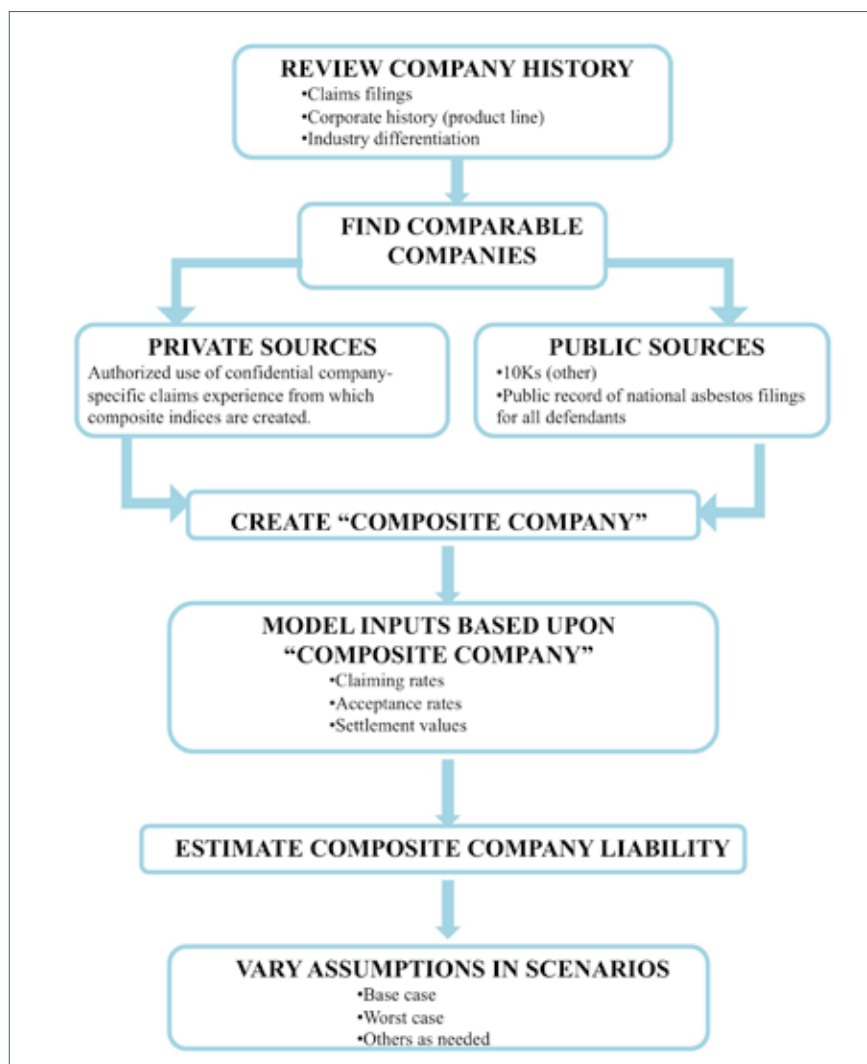 REVIEW COMPANY HISTORY
•Claims filings
•Corporate history (product line)
•Industry differentiation
FIND COMPARABLE
COMPANIES
PRIVATE SOURCES
Authorized use of confidential company-
specific claims experience from which
composite indices are created.
PUBLIC SOURCES
•10Ks (other)
•Public record of national asbestos filings
for all defendants
CREATE “COMPOSITE COMPANY”
MODEL INPUTS BASED UPON
“COMPOSITE COMPANY”
•Claiming rates
•Acceptance rates
•Settlement values
ESTIMATE COMPOSITE COMPANY LIABILITY
VARY ASSUMPTIONS IN SCENARIOS
•Base case
•Worst case
•Others as needed